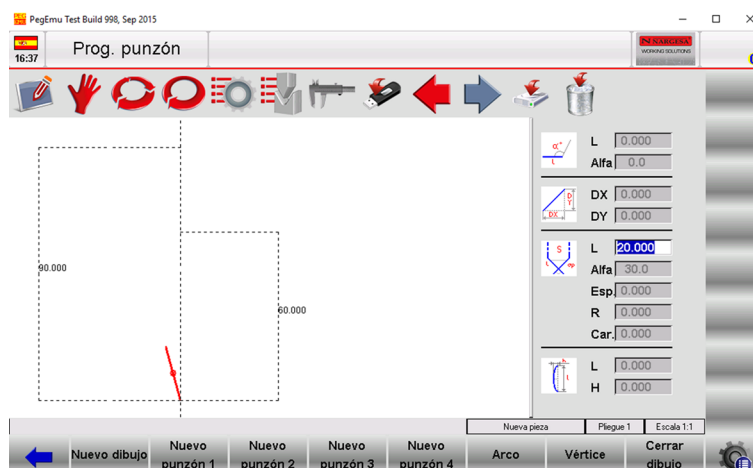 PegEmu Test Build 998, Sep 2015
16:37
Prog. punzón
NARGESA
WORKING SOLUTIONS
90.000
60.000
L 0.000
Alfa 0.0
DX 0.000
DY 0.000
L 20.000
Alfa 30.0
Esp. 0.000
R 0.000
Car. 0.000
L 0.000
H 0.000
Nueva pieza
Pliegue 1
Escala 1:1
Nuevo dibujo
Nuevo
punzón 1
Nuevo
punzón 2
Nuevo
punzón 3
Nuevo
punzón 4
Arco
Vértice
Cerrar
dibujo